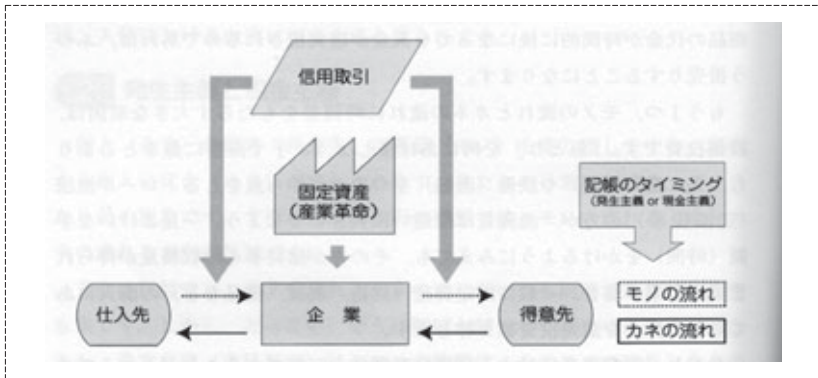 信用取引
固定資産
（産業革命）
記帳のタイミング
（発生主義 or 現金主義）
仕入先
企 業
得意先
モノの流れ
カネの流れ